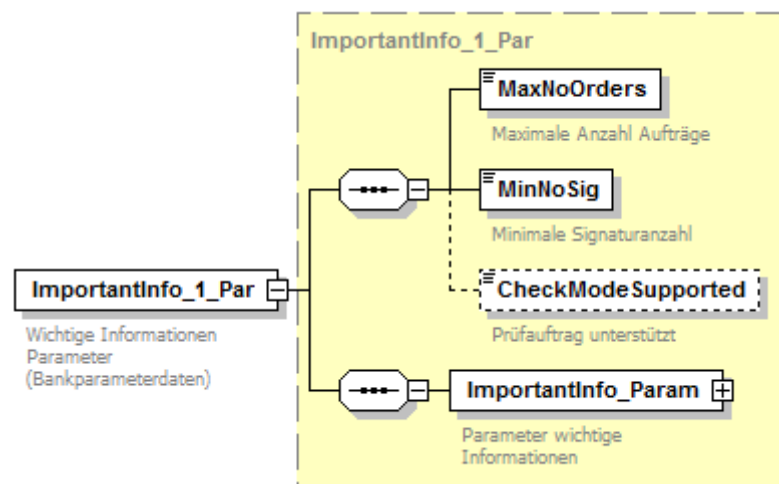 ImportantInfo_1_Par
MaxNoOrders
Maximale Anzahl Aufträge
MinNoSig
Minimale Signaturanzahl
ImportantInfo_1_Par
Wichtige Informationen
Parameter
(Bankparameterdaten)
CheckModeSupported
Prüfauftrag unterstützt
ImportantInfo_Param
Parameter wichtige
Informationen